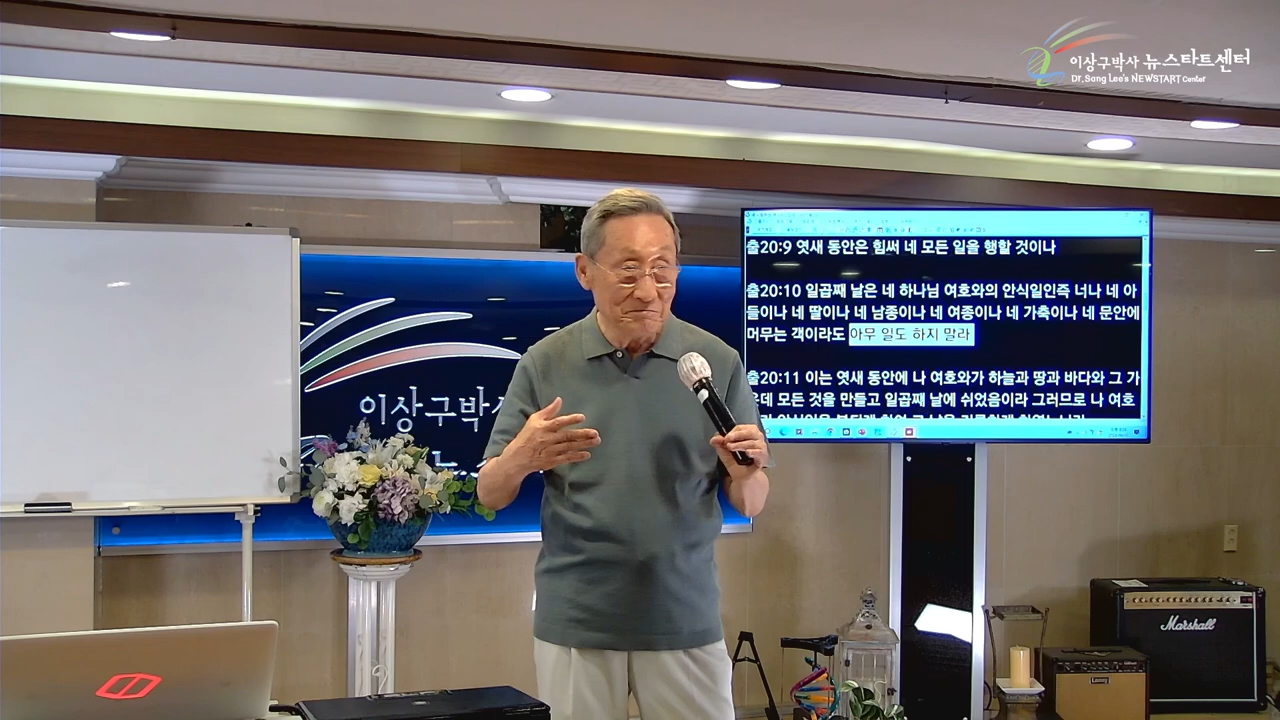 이상구박사 뉴스타트센터
Dr. Sang Lee's NEWSTART Center
출20:9 엿새 동안은 힘써 네 모든 일을 행할 것이나
출20:10 일곱째 날은 네 하나님 여호와의 안식일인즉 너나 네 아
들이나 네 딸이나 네 남종이나 네 여종이나 네 가축이나 네 문안에
머무는 객이라도 아무 일도 하지 말라
출20:11 이는 엿새 동안에 나 여호와가 하늘과 땅과 바다와 그 가
운데 모든 것을 만들고 일곱째 날에 쉬었음이라 그러므로 나 여호
이상구박사
Marshall
Laney